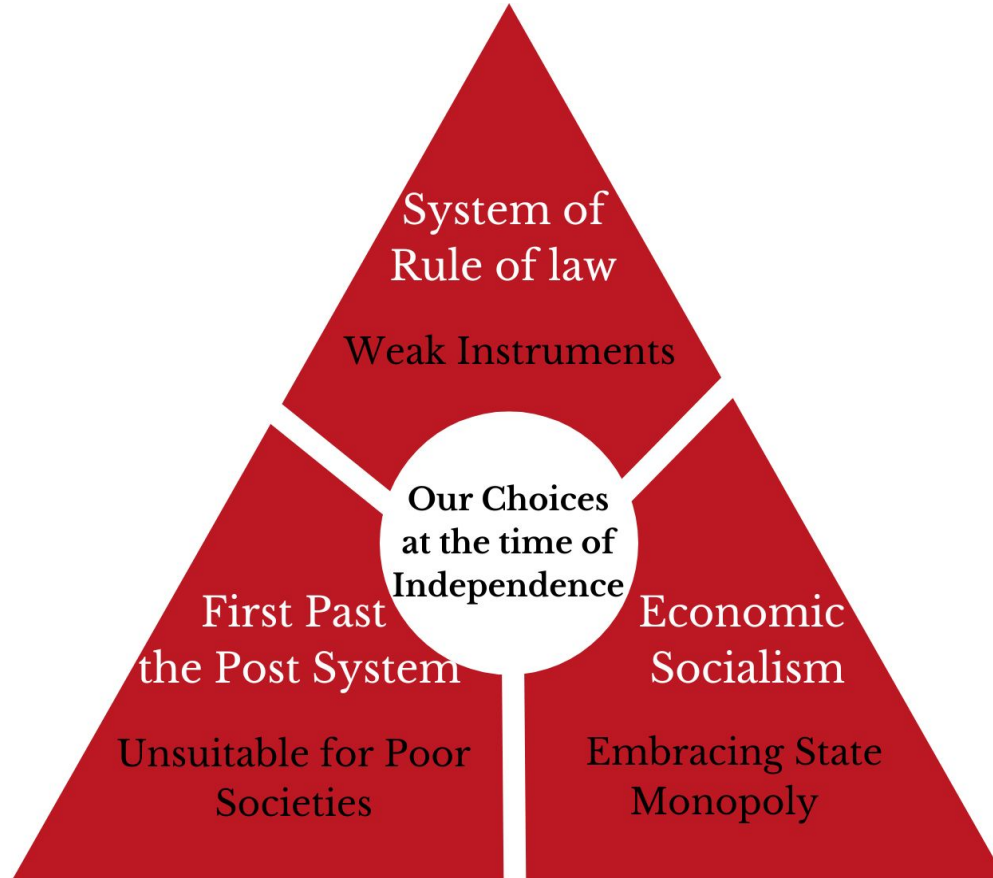 System of
Rule of law
Weak Instruments
Our Choices
at the time of
Independence
First Past
the Post System
Unsuitable for Poor
Societies
Economic
Socialism
Embracing State
Monopoly